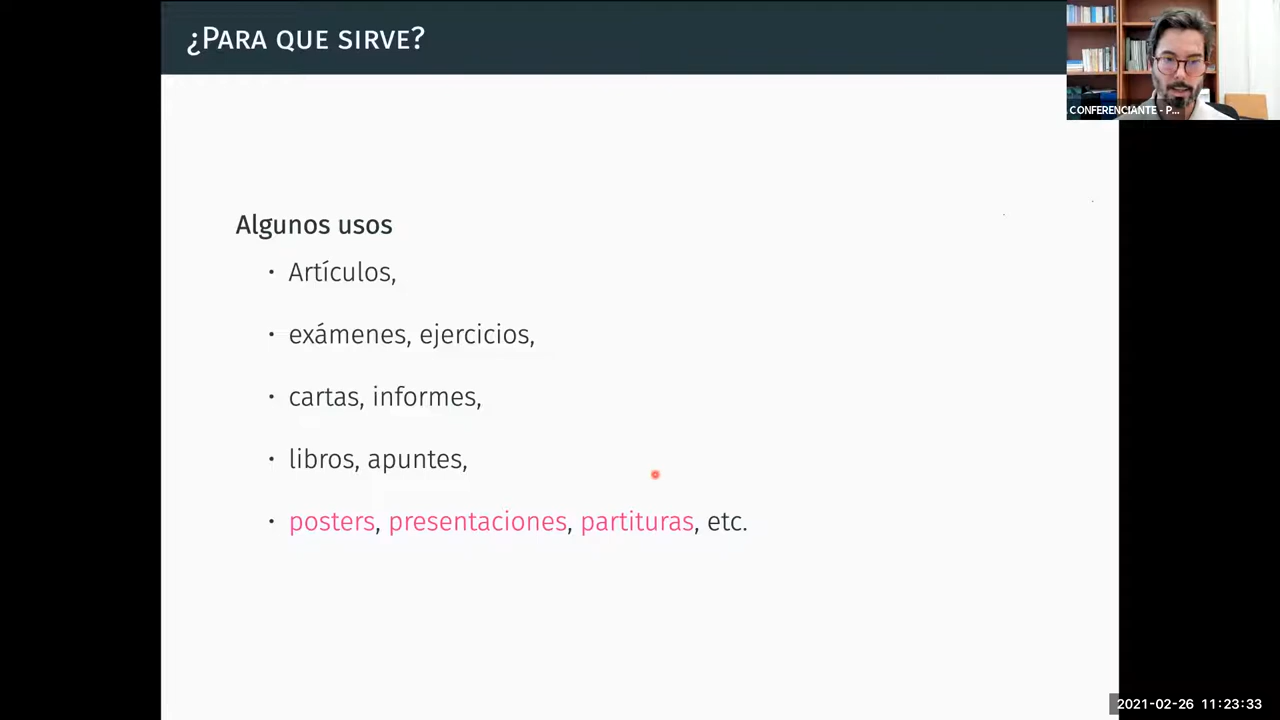 ¿PARA QUE SIRVE?
CONFERENCIANTE - P...
Algunos usos
• Artículos,
• exámenes, ejercicios,
• cartas, informes,
• libros, apuntes,
• posters, presentaciones, partituras, etc.
2021-02-26 11:23:33